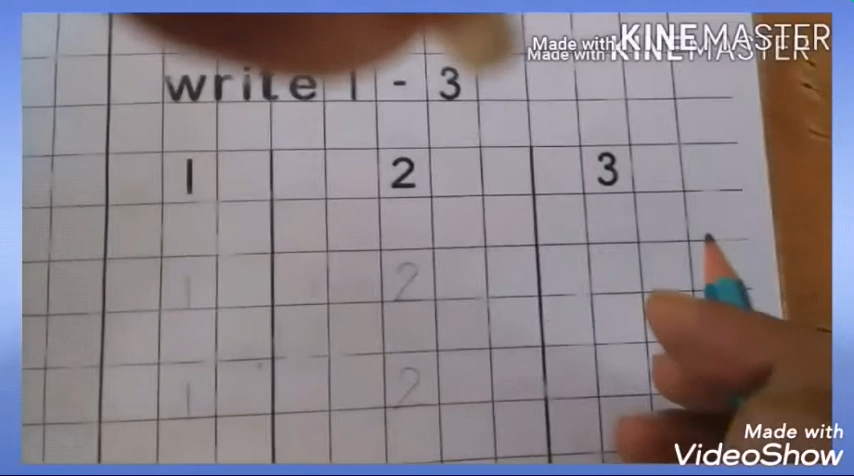 Made with KINEMASTER
Made with KINEMASTER
write 1 - 3
1 2 3
1 2
1 2
Made with
VideoShow